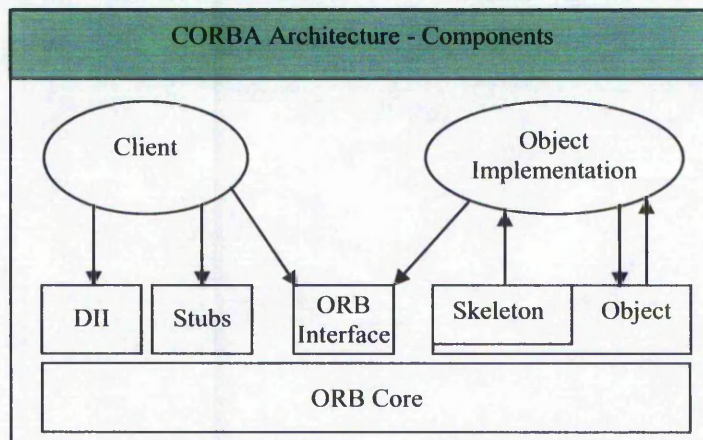 CORBA Architecture - Components
Client
Object
Implementation
DII
Stubs
ORB
Interface
Skeleton
Object
ORB Core